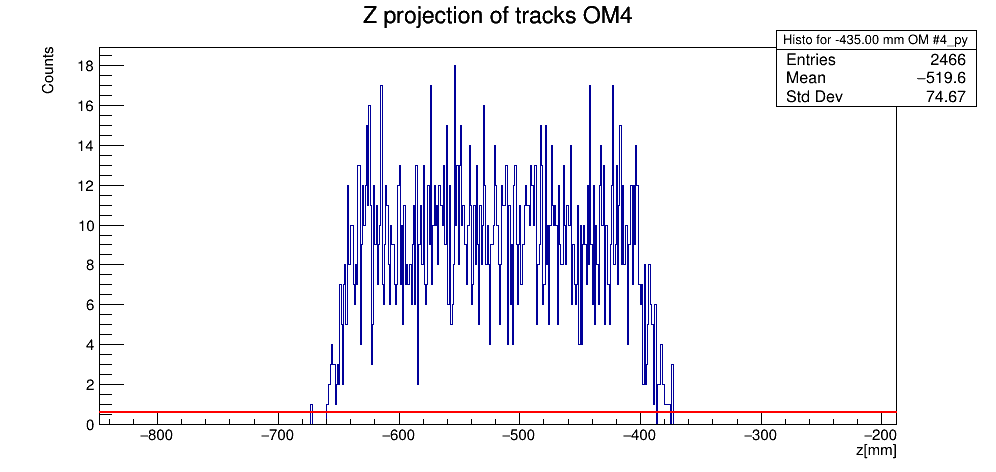 Z projection of tracks OM4
Histo for -435.00 mm OM #4_py
Entries 2466
Mean −519.6
Std Dev 74.67
Counts
18
16
14
12
10
8
6
4
2
0
−800 −700 −600 −500 −400 −300 −200
z[mm]